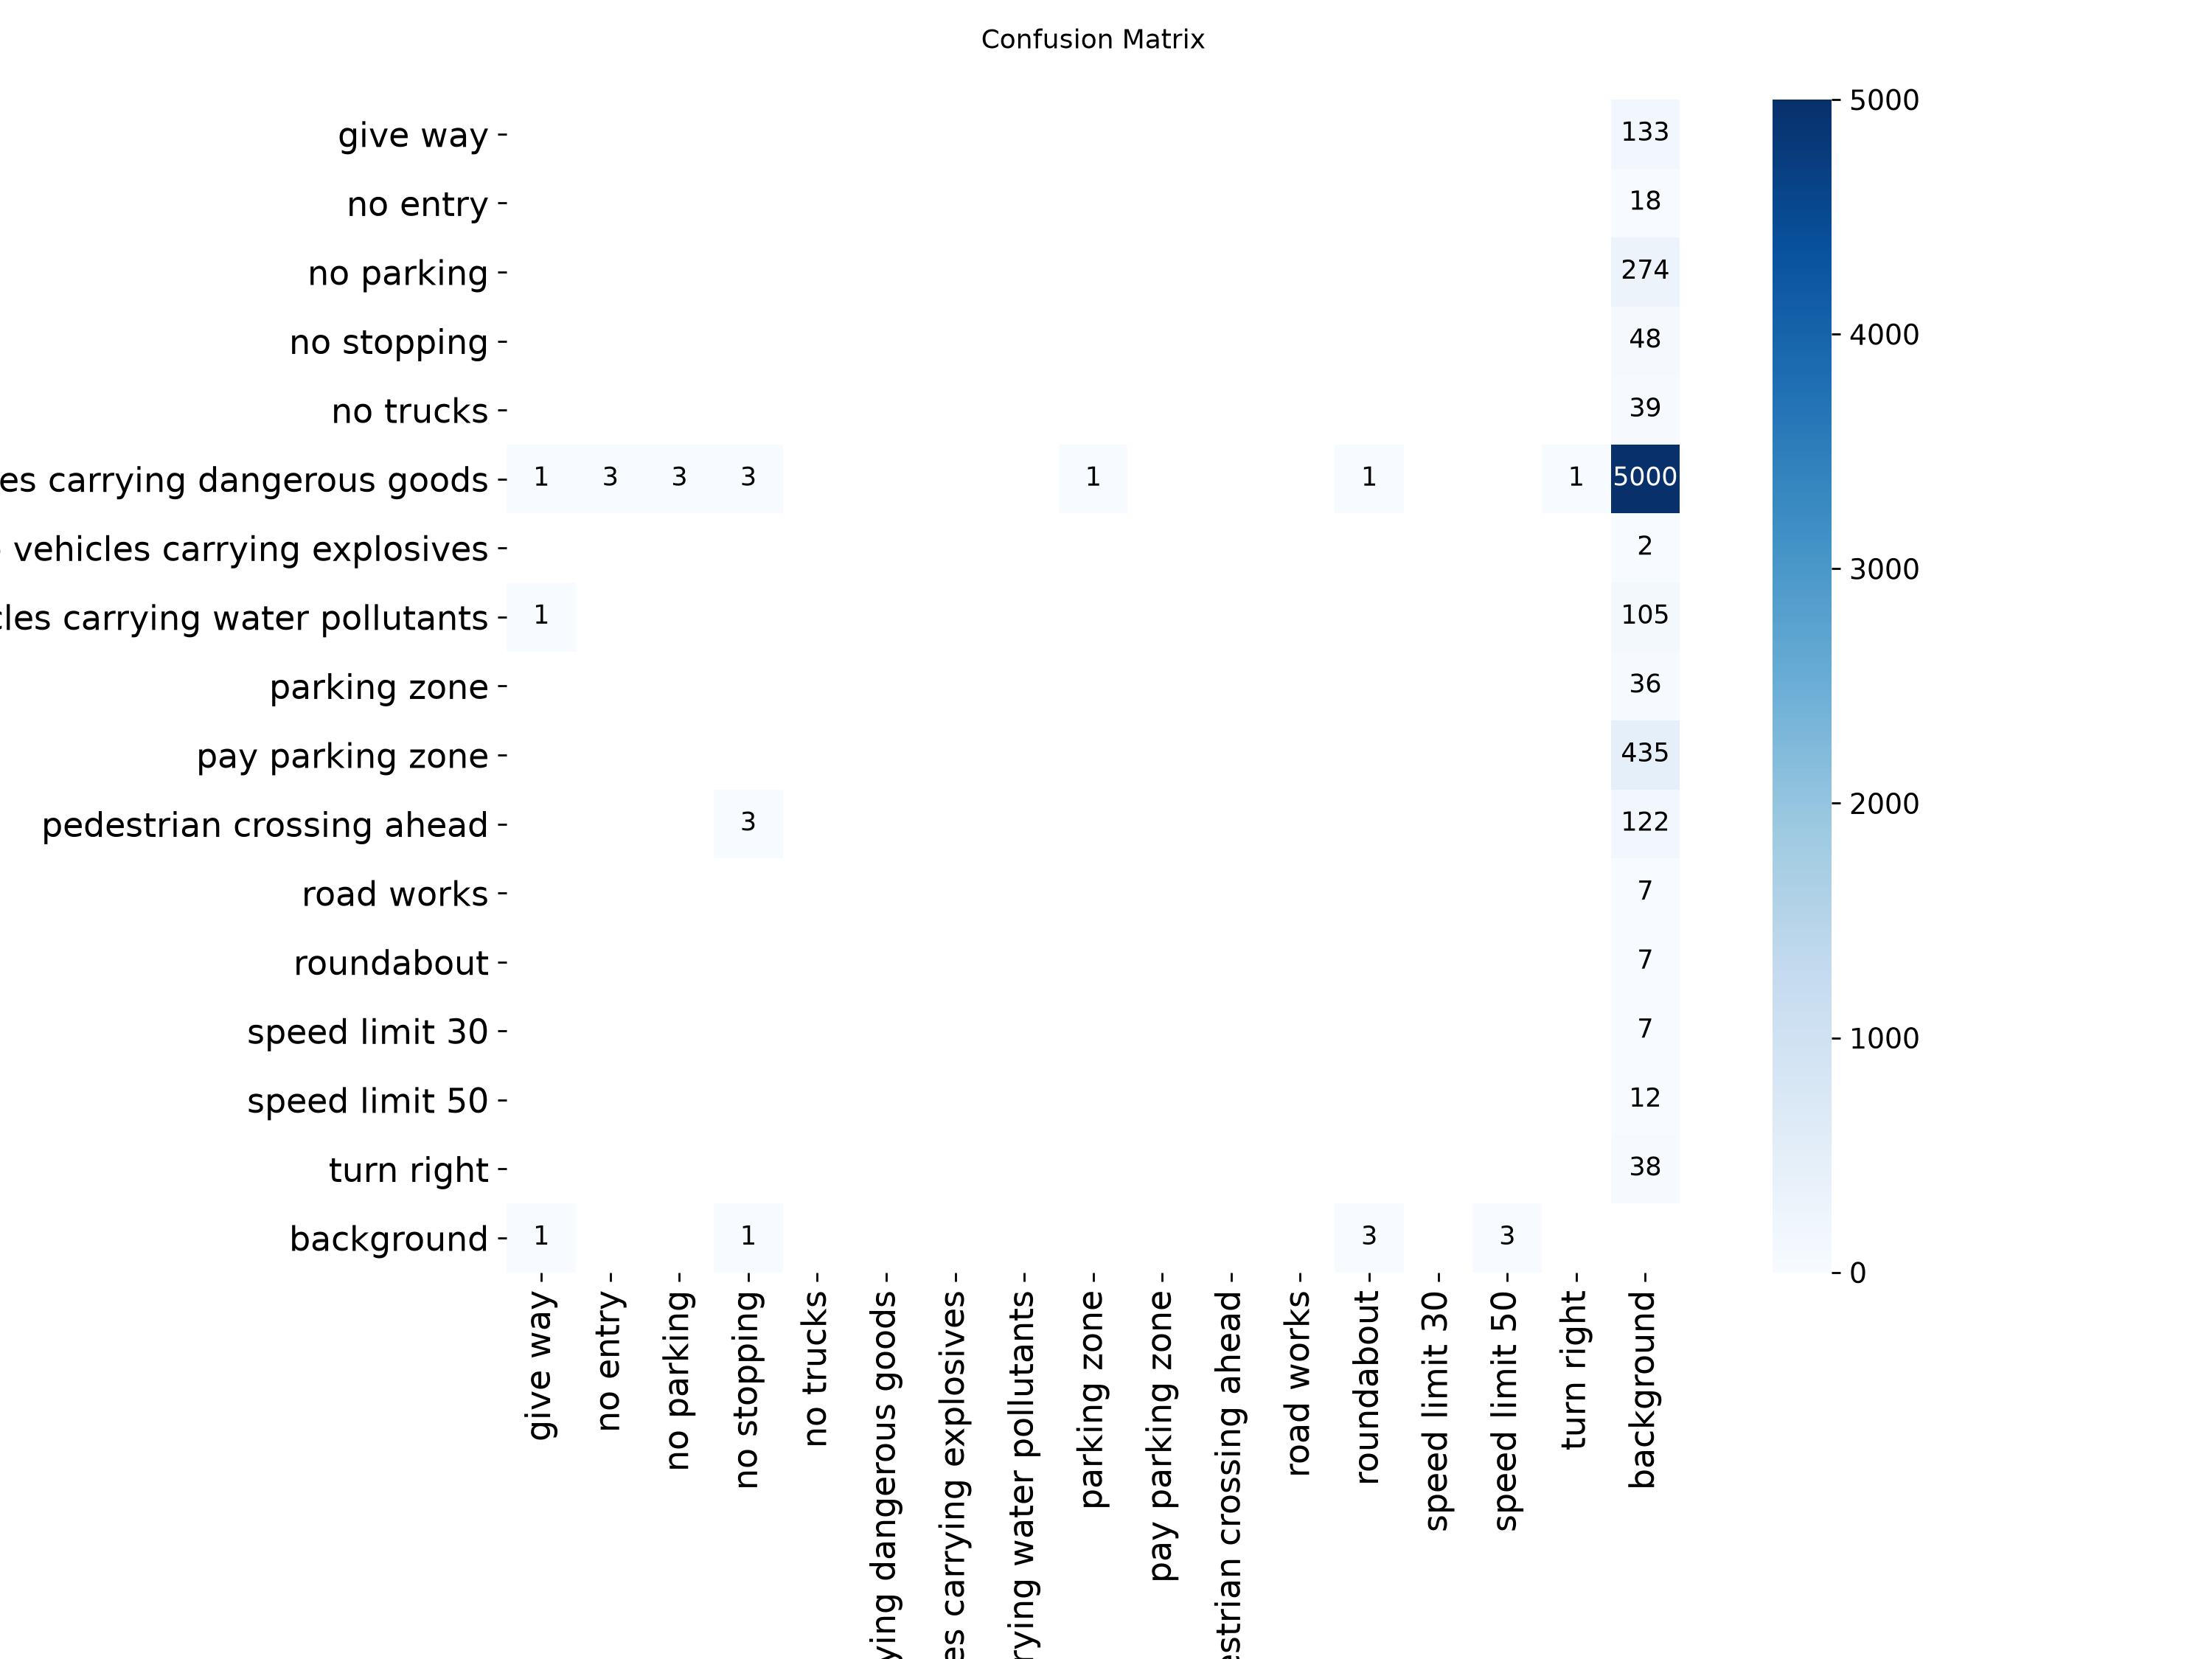 Confusion Matrix
give way 133
no entry 18
no parking 274
no stopping 48
no trucks 39
es carrying dangerous goods 1 3 3 3 1 1 1 5000
vehicles carrying explosives 2
cles carrying water pollutants 1 105
parking zone 36
pay parking zone 435
pedestrian crossing ahead 3 122
road works 7
roundabout 7
speed limit 30 7
speed limit 50 12
turn right 38
background 1 1 3 3
give way
no entry
no parking
no stopping
no trucks
ying dangerous goods
es carrying explosives
rying water pollutants
parking zone
pay parking zone
estrian crossing ahead
road works
roundabout
speed limit 30
speed limit 50
turn right
background
5000
4000
3000
2000
1000
0